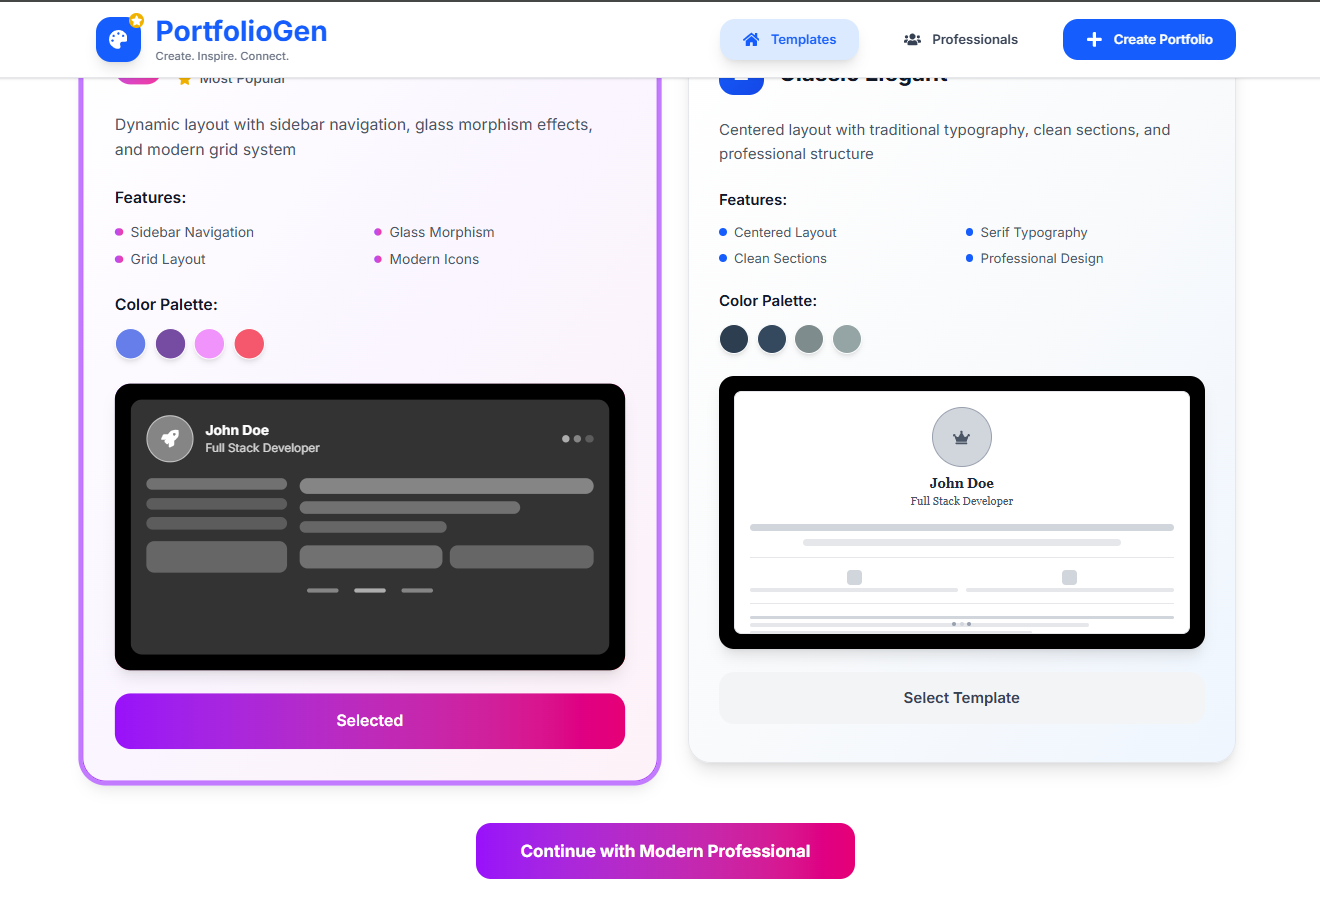 PortfolioGen
Create. Inspire. Connect.
Templates
Professionals
Create Portfolio
Most Popular
Dynamic layout with sidebar navigation, glass morphism effects,
and modern grid system
Features:
Sidebar Navigation
Glass Morphism
Grid Layout
Modern Icons
Color Palette:
John Doe
Full Stack Developer
Selected
Classic Elegant
Centered layout with traditional typography, clean sections, and
professional structure
Features:
Centered Layout
Serif Typography
Clean Sections
Professional Design
Color Palette:
John Doe
Full Stack Developer
Select Template
Continue with Modern Professional